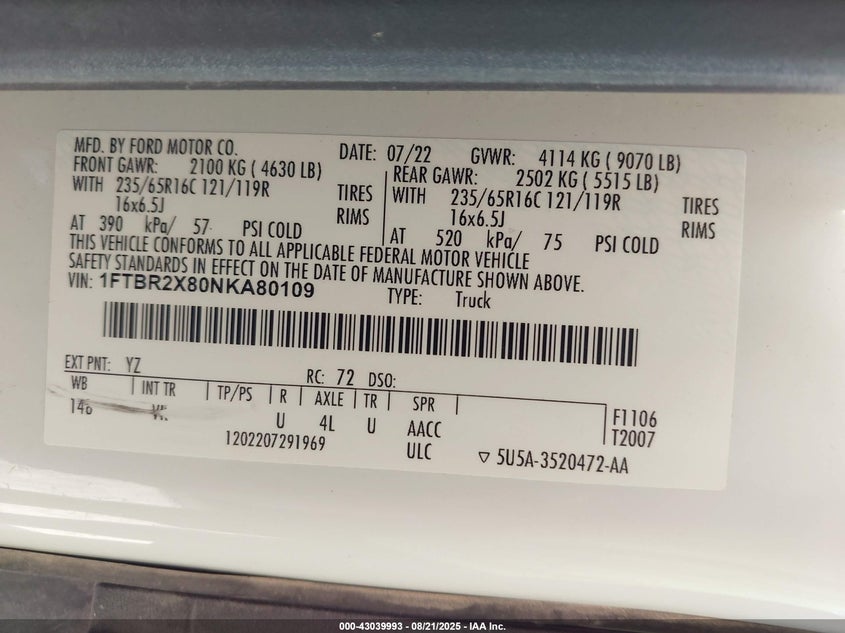 MFD. BY FORD MOTOR CO. DATE: 07/22 GVWR: 4114 KG ( 9070 LB)
FRONT GAWR: 2100 KG ( 4630 LB) REAR GAWR: 2502 KG ( 5515 LB)
WITH 235/65R16C 121/119R TIRES WITH 235/65R16C 121/119R TIRES
16x6.5J RIMS 16x6.5J RIMS
AT 390 kPa/ 57 PSI COLD AT 520 kPa/ 75 PSI COLD
THIS VEHICLE CONFORMS TO ALL APPLICABLE FEDERAL MOTOR VEHICLE
SAFETY STANDARDS IN EFFECT ON THE DATE OF MANUFACTURE SHOWN ABOVE.
VIN: 1FTBR2X80NKA80109 TYPE: Truck
EXT PNT: YZ RC: 72 DSO:
WB INT TR TP/PS R AXLE TR SPR F1106
U 4L U AACC T2007
1202207291969 ULC ▽ 5U5A-3520472-AA
000-43039993 - 08/21/2025 - IAA Inc.